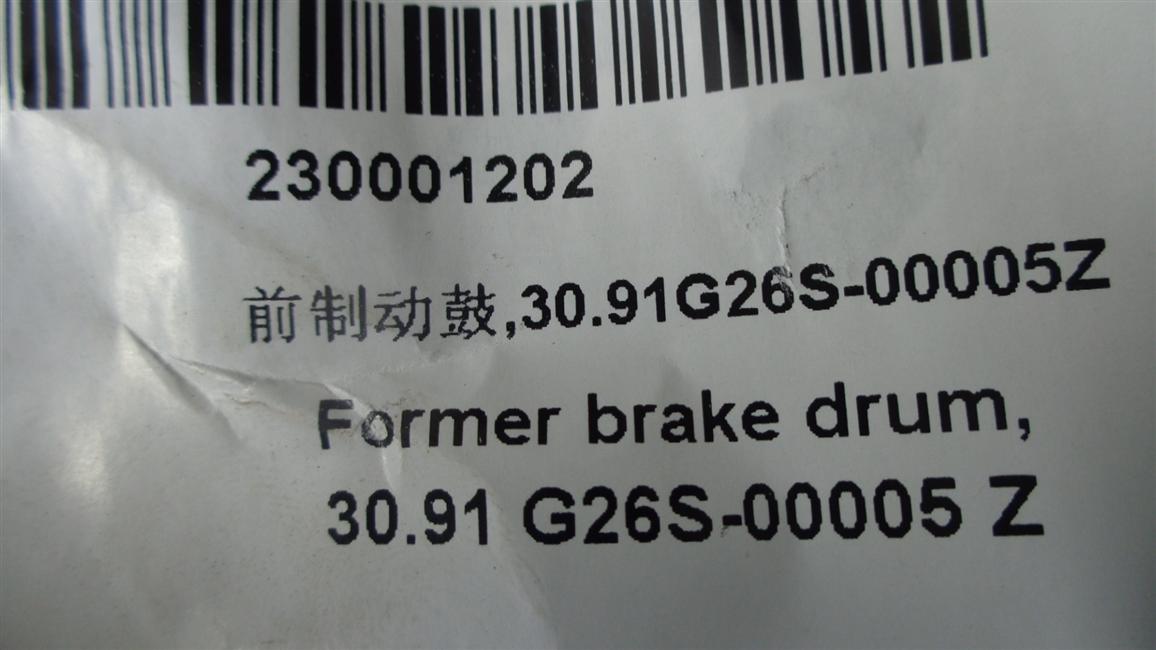 230001202
前制动鼓,30.91G26S-00005Z
Former brake drum,
30.91 G26S-00005 Z